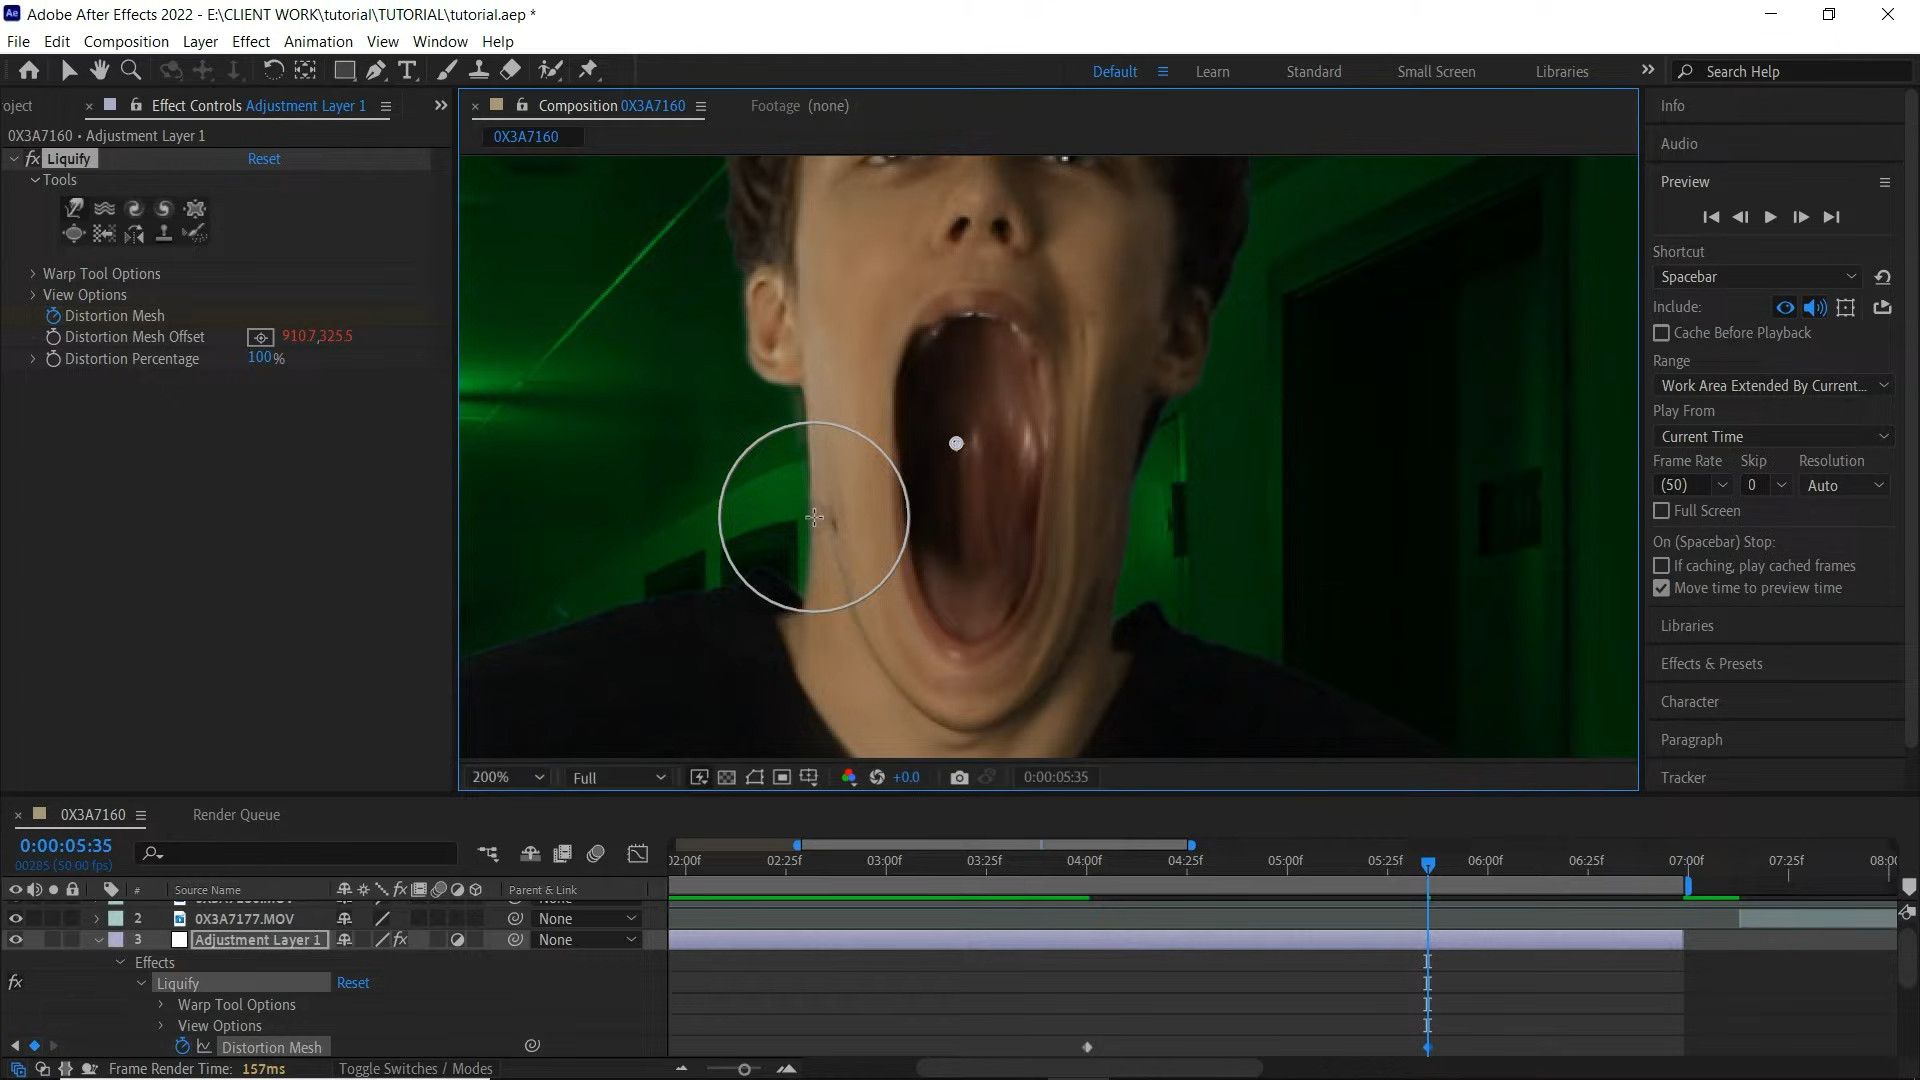 Adobe After Effects 2022 - E:\CLIENT WORK\tutorial\TUTORIAL\tutorial.aep *
File Edit Composition Layer Effect Animation View Window Help
Default Learn Standard Small Screen Libraries Search Help
oject Effect Controls Adjustment Layer 1
0X3A7160 • Adjustment Layer 1
fx Liquify Reset
Tools
Warp Tool Options
View Options
Distortion Mesh
Distortion Mesh Offset 910.7,325.5
Distortion Percentage 100%
Composition 0X3A7160 Footage (none)
0X3A7160
200% Full +0.0 0:00:05:35
Info
Audio
Preview
Shortcut
Spacebar
Include:
Cache Before Playback
Range
Work Area Extended By Current...
Play From
Current Time
Frame Rate Skip Resolution
(50) 0 Auto
Full Screen
On (Spacebar) Stop:
If caching, play cached frames
Move time to preview time
Libraries
Effects & Presets
Character
Paragraph
Tracker
0X3A7160 Render Queue
0:00:05:35
00285 (50.00 fps)
2:00f 02:25f 03:00f 03:25f 04:00f 04:25f 05:00f 05:25f 06:00f 06:25f 07:00f 07:25f 08:0
# Source Name fx Parent & Link
2 0X3A7177.MOV None
3 Adjustment Layer 1 fx None
Effects
fx Liquify Reset
Warp Tool Options
View Options
Distortion Mesh
Frame Render Time: 157ms Toggle Switches / Modes